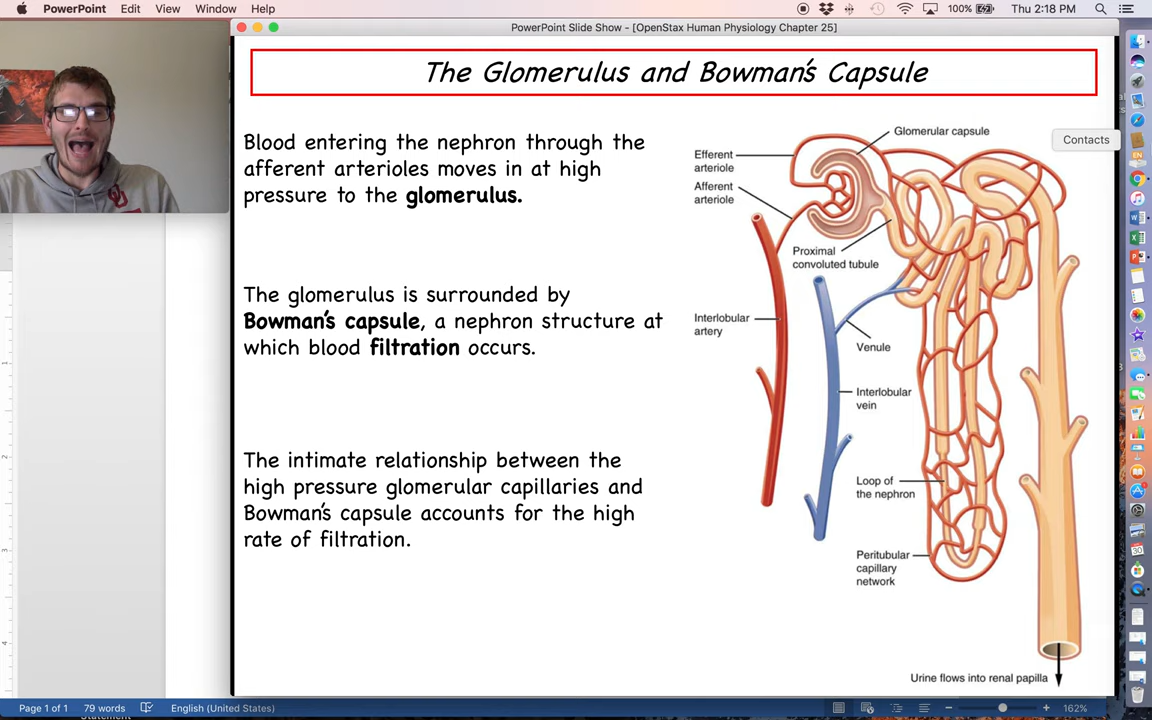 PowerPoint Edit View Window Help
100%
Thu 2:18 PM
PowerPoint Slide Show - [OpenStax Human Physiology Chapter 25]
The Glomerulus and Bowman's Capsule
Blood entering the nephron through the
afferent arterioles moves in at high
pressure to the glomerulus.
The glomerulus is surrounded by
Bowman's capsule, a nephron structure at
which blood filtration occurs.
The intimate relationship between the
high pressure glomerular capillaries and
Bowman's capsule accounts for the high
rate of filtration.
Glomerular capsule
Efferent
arteriole
Afferent
arteriole
Proximal
convoluted tubule
Interlobular
artery
Venule
Interlobular
vein
Loop of
the nephron
Peritubular
capillary
network
Urine flows into renal papilla
Contacts
OU
Page 1 of 1 79 words English (United States) 162%